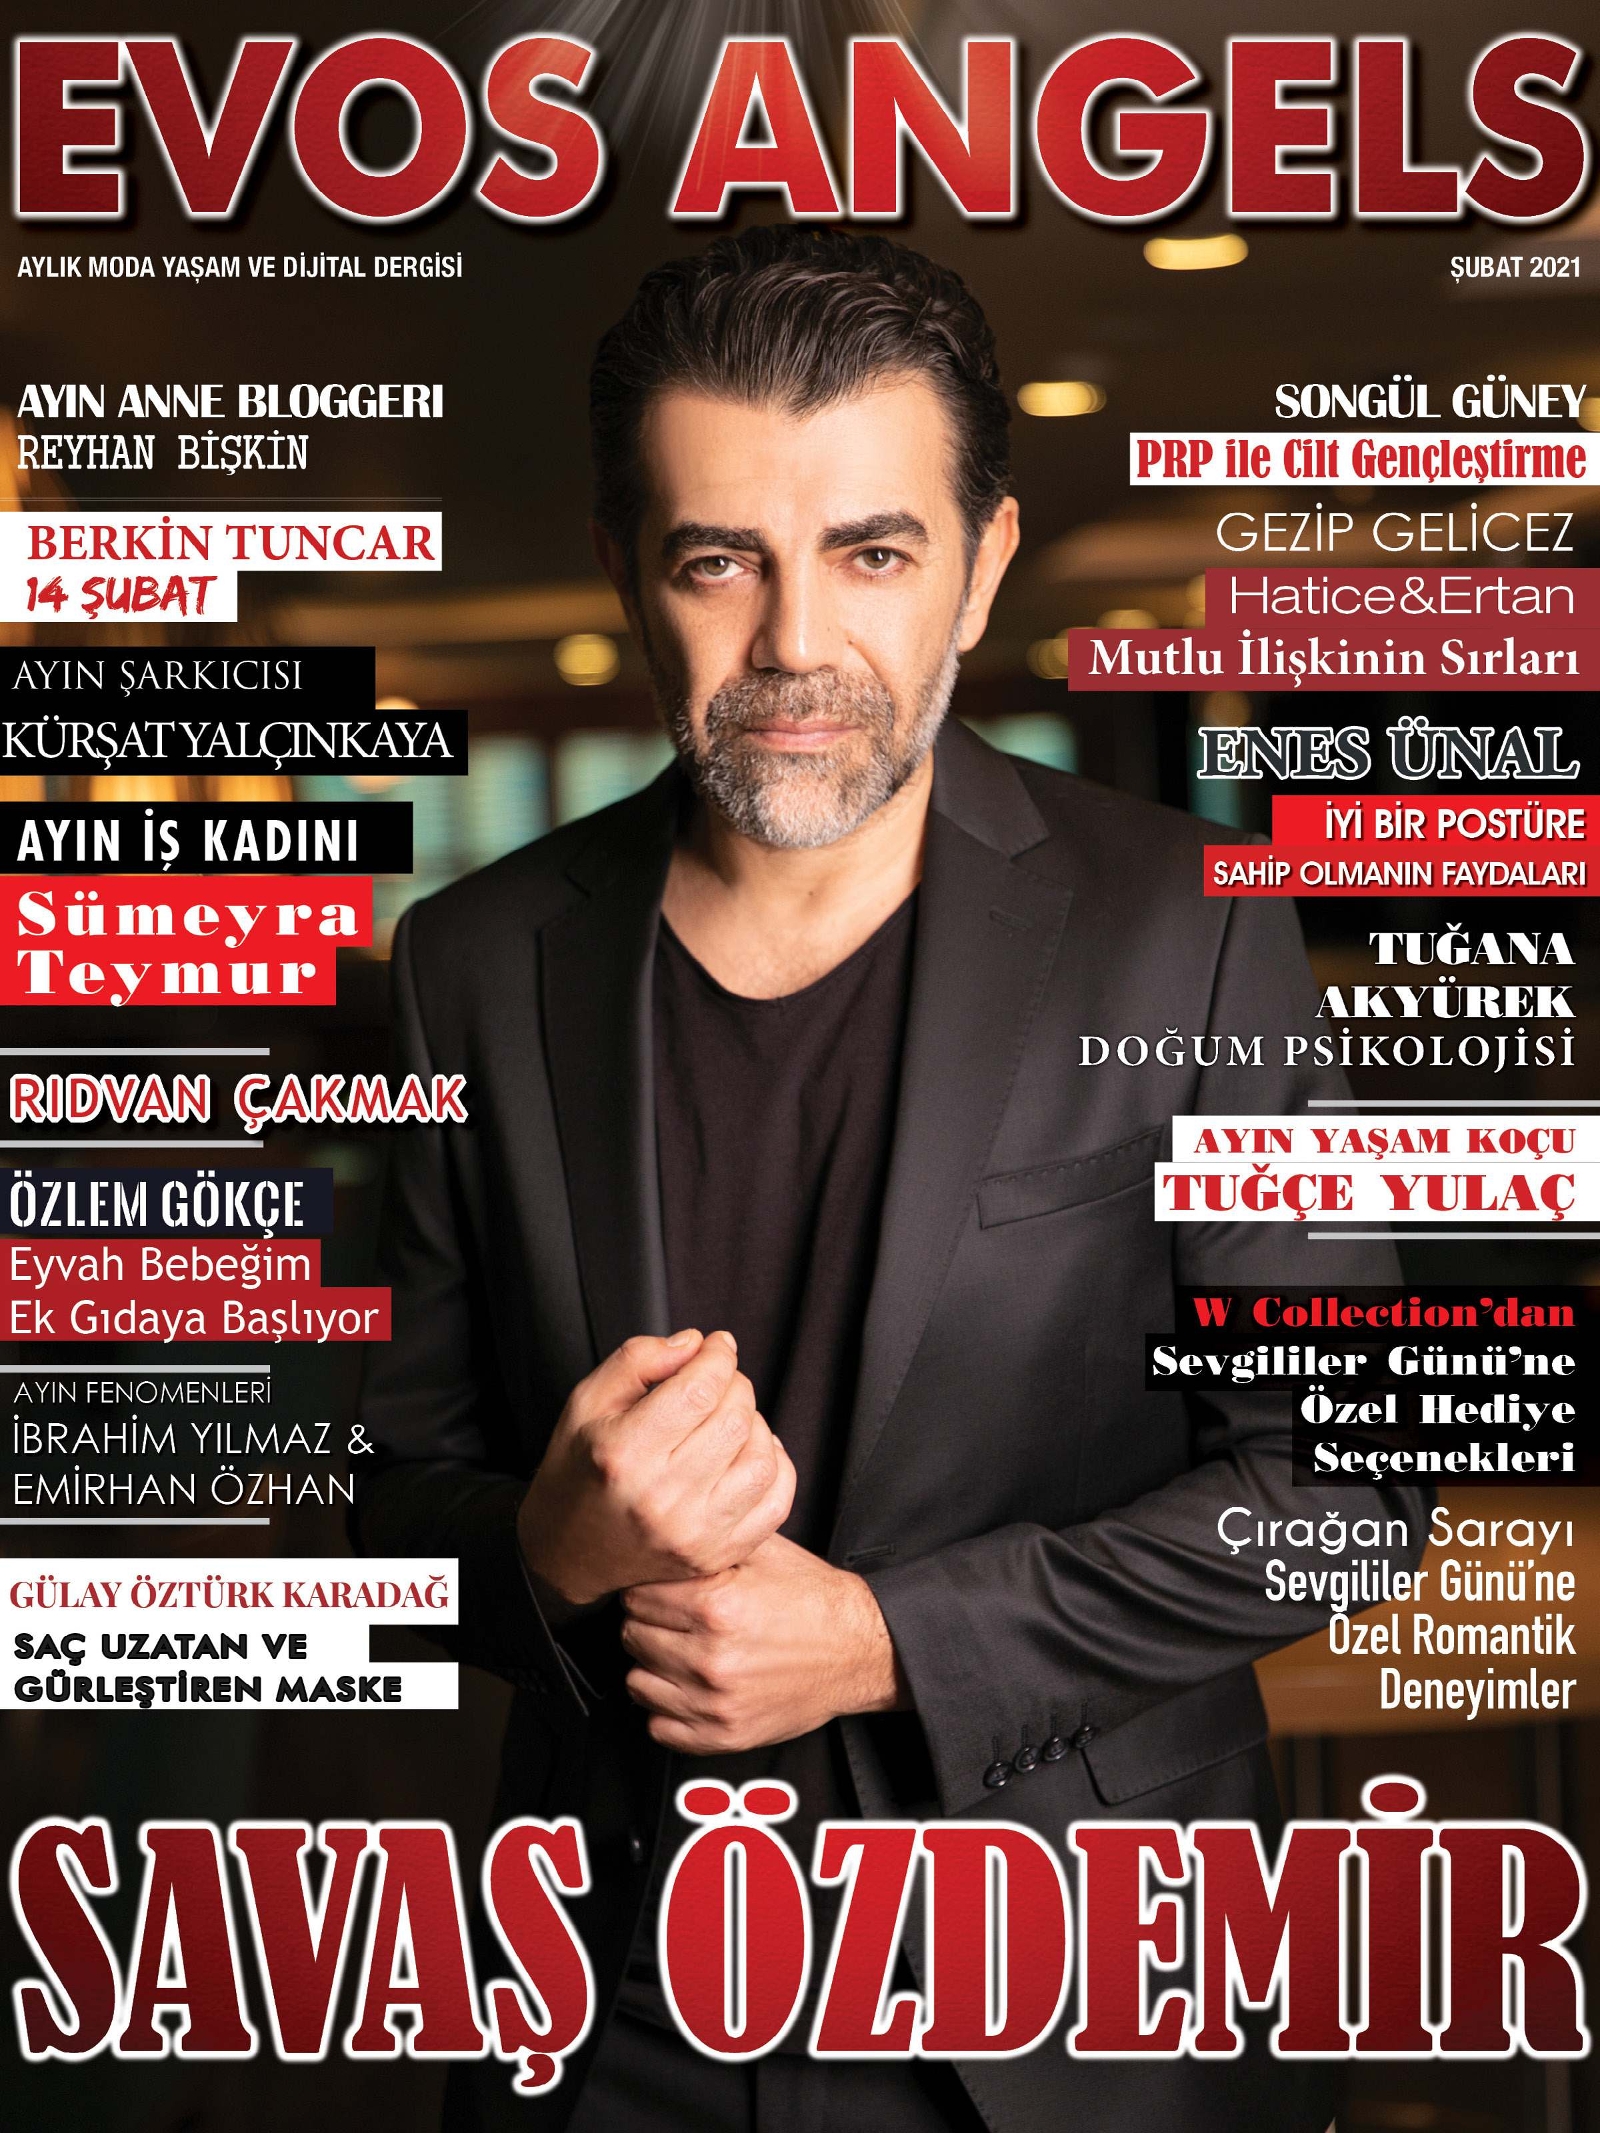 EVOS ANGELS
AYLIK MODA YAŞAM VE DİJİTAL DERGİSİ
ŞUBAT 2021
AYIN ANNE BLOGGERI
REYHAN BİŞKİN
BERKİN TUNCAR
14 ŞUBAT
AYIN ŞARKICISI
KÜRŞAT YALÇINKAYA
AYIN İŞ KADINI
Sümeyra
Teymur
RIDVAN ÇAKMAK
ÖZLEM GÖKÇE
Eyvah Bebeğim
Ek Gıdaya Başlıyor
AYIN FENOMENLERİ
İBRAHİM YILMAZ &
EMİRHAN ÖZHAN
GÜLAY ÖZTÜRK KARADAĞ
SAÇ UZATAN VE
GÜRLEŞTİREN MASKE
SONGÜL GÜNEY
PRP ile Cilt Gençleştirme
GEZİP GELİCEZ
Hatice&Ertan
Mutlu İlişkinin Sırları
ENES ÜNAL
İYİ BİR POSTÜRE
SAHİP OLMANIN FAYDALARI
TUĞANA
AKYÜREK
DOĞUM PSİKOLOJİSİ
AYIN YAŞAM KOÇU
TUĞÇE YULAÇ
W Collection'dan
Sevgililer Günü'ne
Özel Hediye
Seçenekleri
Çırağan Sarayı
Sevgililer Günü'ne
Özel Romantik
Deneyimler
SAVAŞ ÖZDEMİR